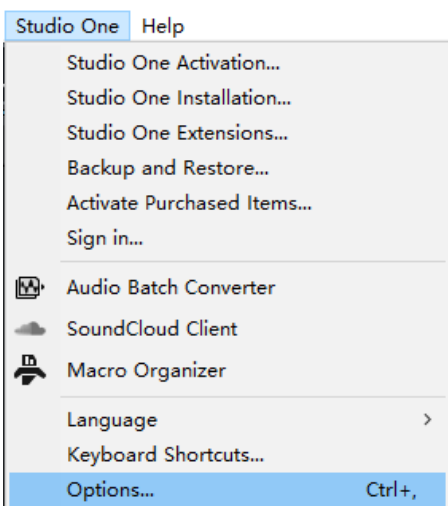 Studio One Help
Studio One Activation...
Studio One Installation...
Studio One Extensions...
Backup and Restore...
Activate Purchased Items...
Sign in...
Audio Batch Converter
SoundCloud Client
Macro Organizer
Language
Keyboard Shortcuts...
Options... Ctrl+,